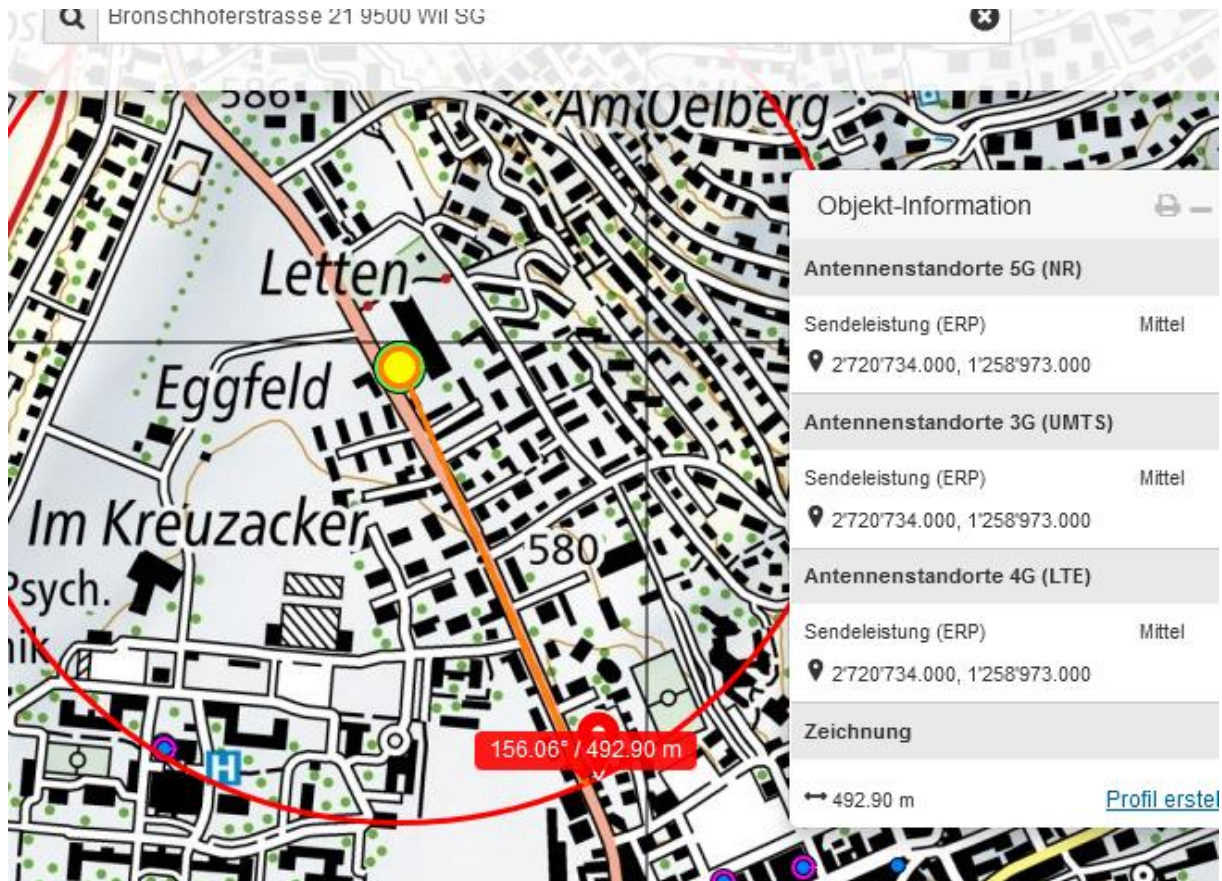 Bronschhoferstrasse 21 9500 Wil SG
586
Am Oelberg
Letten
Eggfeld
Im Kreuzacker
580
Psych.
nik
H
156.06° / 492.90 m
Objekt-Information
Antennenstandorte 5G (NR)
Sendeleistung (ERP) Mittel
2'720'734.000, 1'258'973.000
Antennenstandorte 3G (UMTS)
Sendeleistung (ERP) Mittel
2'720'734.000, 1'258'973.000
Antennenstandorte 4G (LTE)
Sendeleistung (ERP) Mittel
2'720'734.000, 1'258'973.000
Zeichnung
492.90 m Profil erstel